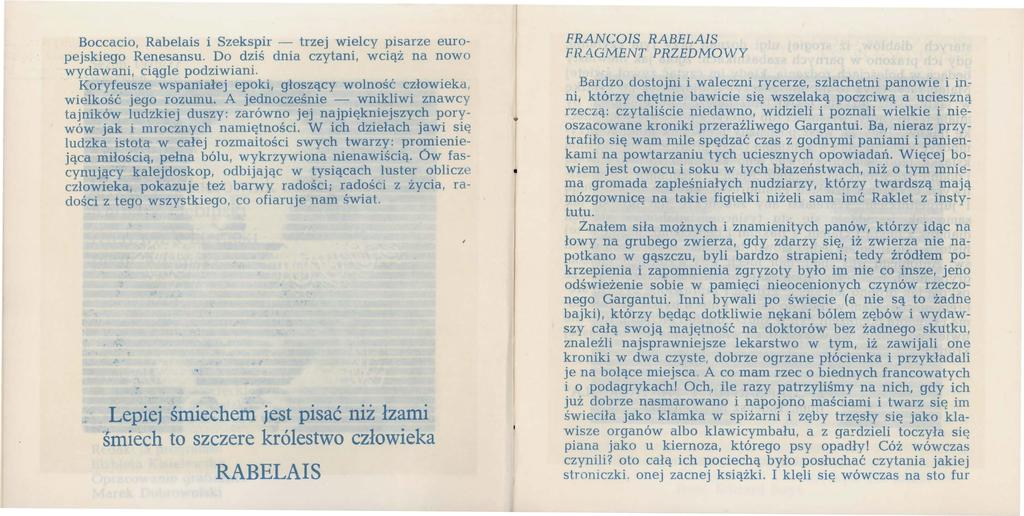 Boccacio, Rabelais i Szekspir — trzej wielcy pisarze euro-
pejskiego Renesansu. Do dziś dnia czytani, wciąż na nowo
wydawani, ciągle podziwiani.
Koryfeusze wspaniałej epoki, głoszący wolność człowieka,
wielkość jego rozumu. A jednocześnie — wnikliwi znawcy
tajników ludzkiej duszy: zarówno jej najpiękniejszych pory-
wów jak i mrocznych namiętności. W ich dziełach jawi się
ludzka istota w całej rozmaitości swych twarzy: promienie-
jąca miłością, pełna bólu, wykrzywiona nienawiścią. Ów fas-
cynujący kalejdoskop, odbijając w tysiącach luster oblicze
człowieka, pokazuje też barwy radości; radości z życia, ra-
dości z tego wszystkiego, co ofiaruje nam świat.
Lepiej śmiechem jest pisać niż łzami
śmiech to szczere królestwo człowieka
RABELAIS
FRANCOIS RABELAIS
FRAGMENT PRZEDMOWY
Bardzo dostojni i waleczni rycerze, szlachetni panowie i in-
ni, którzy chętnie bawicie się wszelaką poczciwą a ucieszną
rzeczą: czytaliście niedawno, widzieli i poznali wielkie i nie-
oszacowane kroniki przeraźliwego Gargantui. Ba, nieraz przy-
trafiło się wam mile spędzać czas z godnymi paniami i panien-
kami na powtarzaniu tych uciesznych opowiadań. Więcej bo-
wiem jest owocu i soku w tych błazeństwach, niż o tym mnie-
ma gromada zapleśniałych nudziarzy, którzy twardszą mają
mózgownicę na takie figielki niżeli sam imć Raklet z insty-
tutu.
Znałem siła możnych i znamienitych panów, którzy idąc na
łowy na grubego zwierza, gdy zdarzy się, iż zwierza nie na-
potkano w gąszczu, byli bardzo strapieni; tedy źródłem po-
krzepienia i zapomnienia zgryzoty było im nie co insze, jeno
odświeżenie sobie w pamięci nieocenionych czynów rzeczo-
nego Gargantui. Inni bywali po świecie (a nie są to żadne
bajki), którzy będąc dotkliwie nękani bólem zębów i wydaw-
szy całą swoją majętność na doktorów bez żadnego skutku,
znaleźli najsprawniejsze lekarstwo w tym, iż zawijali one
kroniki w dwa czyste, dobrze ogrzane płócienka i przykładali
je na bolące miejsca. A co mam rzec o biednych francowatych
i o podagrykach! Och, ile razy patrzyliśmy na nich, gdy ich
już dobrze nasmarowano i napojono maściami i twarz się im
świeciła jako klamka w spiżarni i zęby trzęsły się jako kla-
wisze organów albo klawicymbału, a z gardzieli toczyła się
piana jako u kiernoza, którego psy opadły! Cóż wówczas
czynili? oto całą ich pociechą było posłuchać czytania jakiej
stroniczki. onej zacnej książki. I klęli się wówczas na sto fur